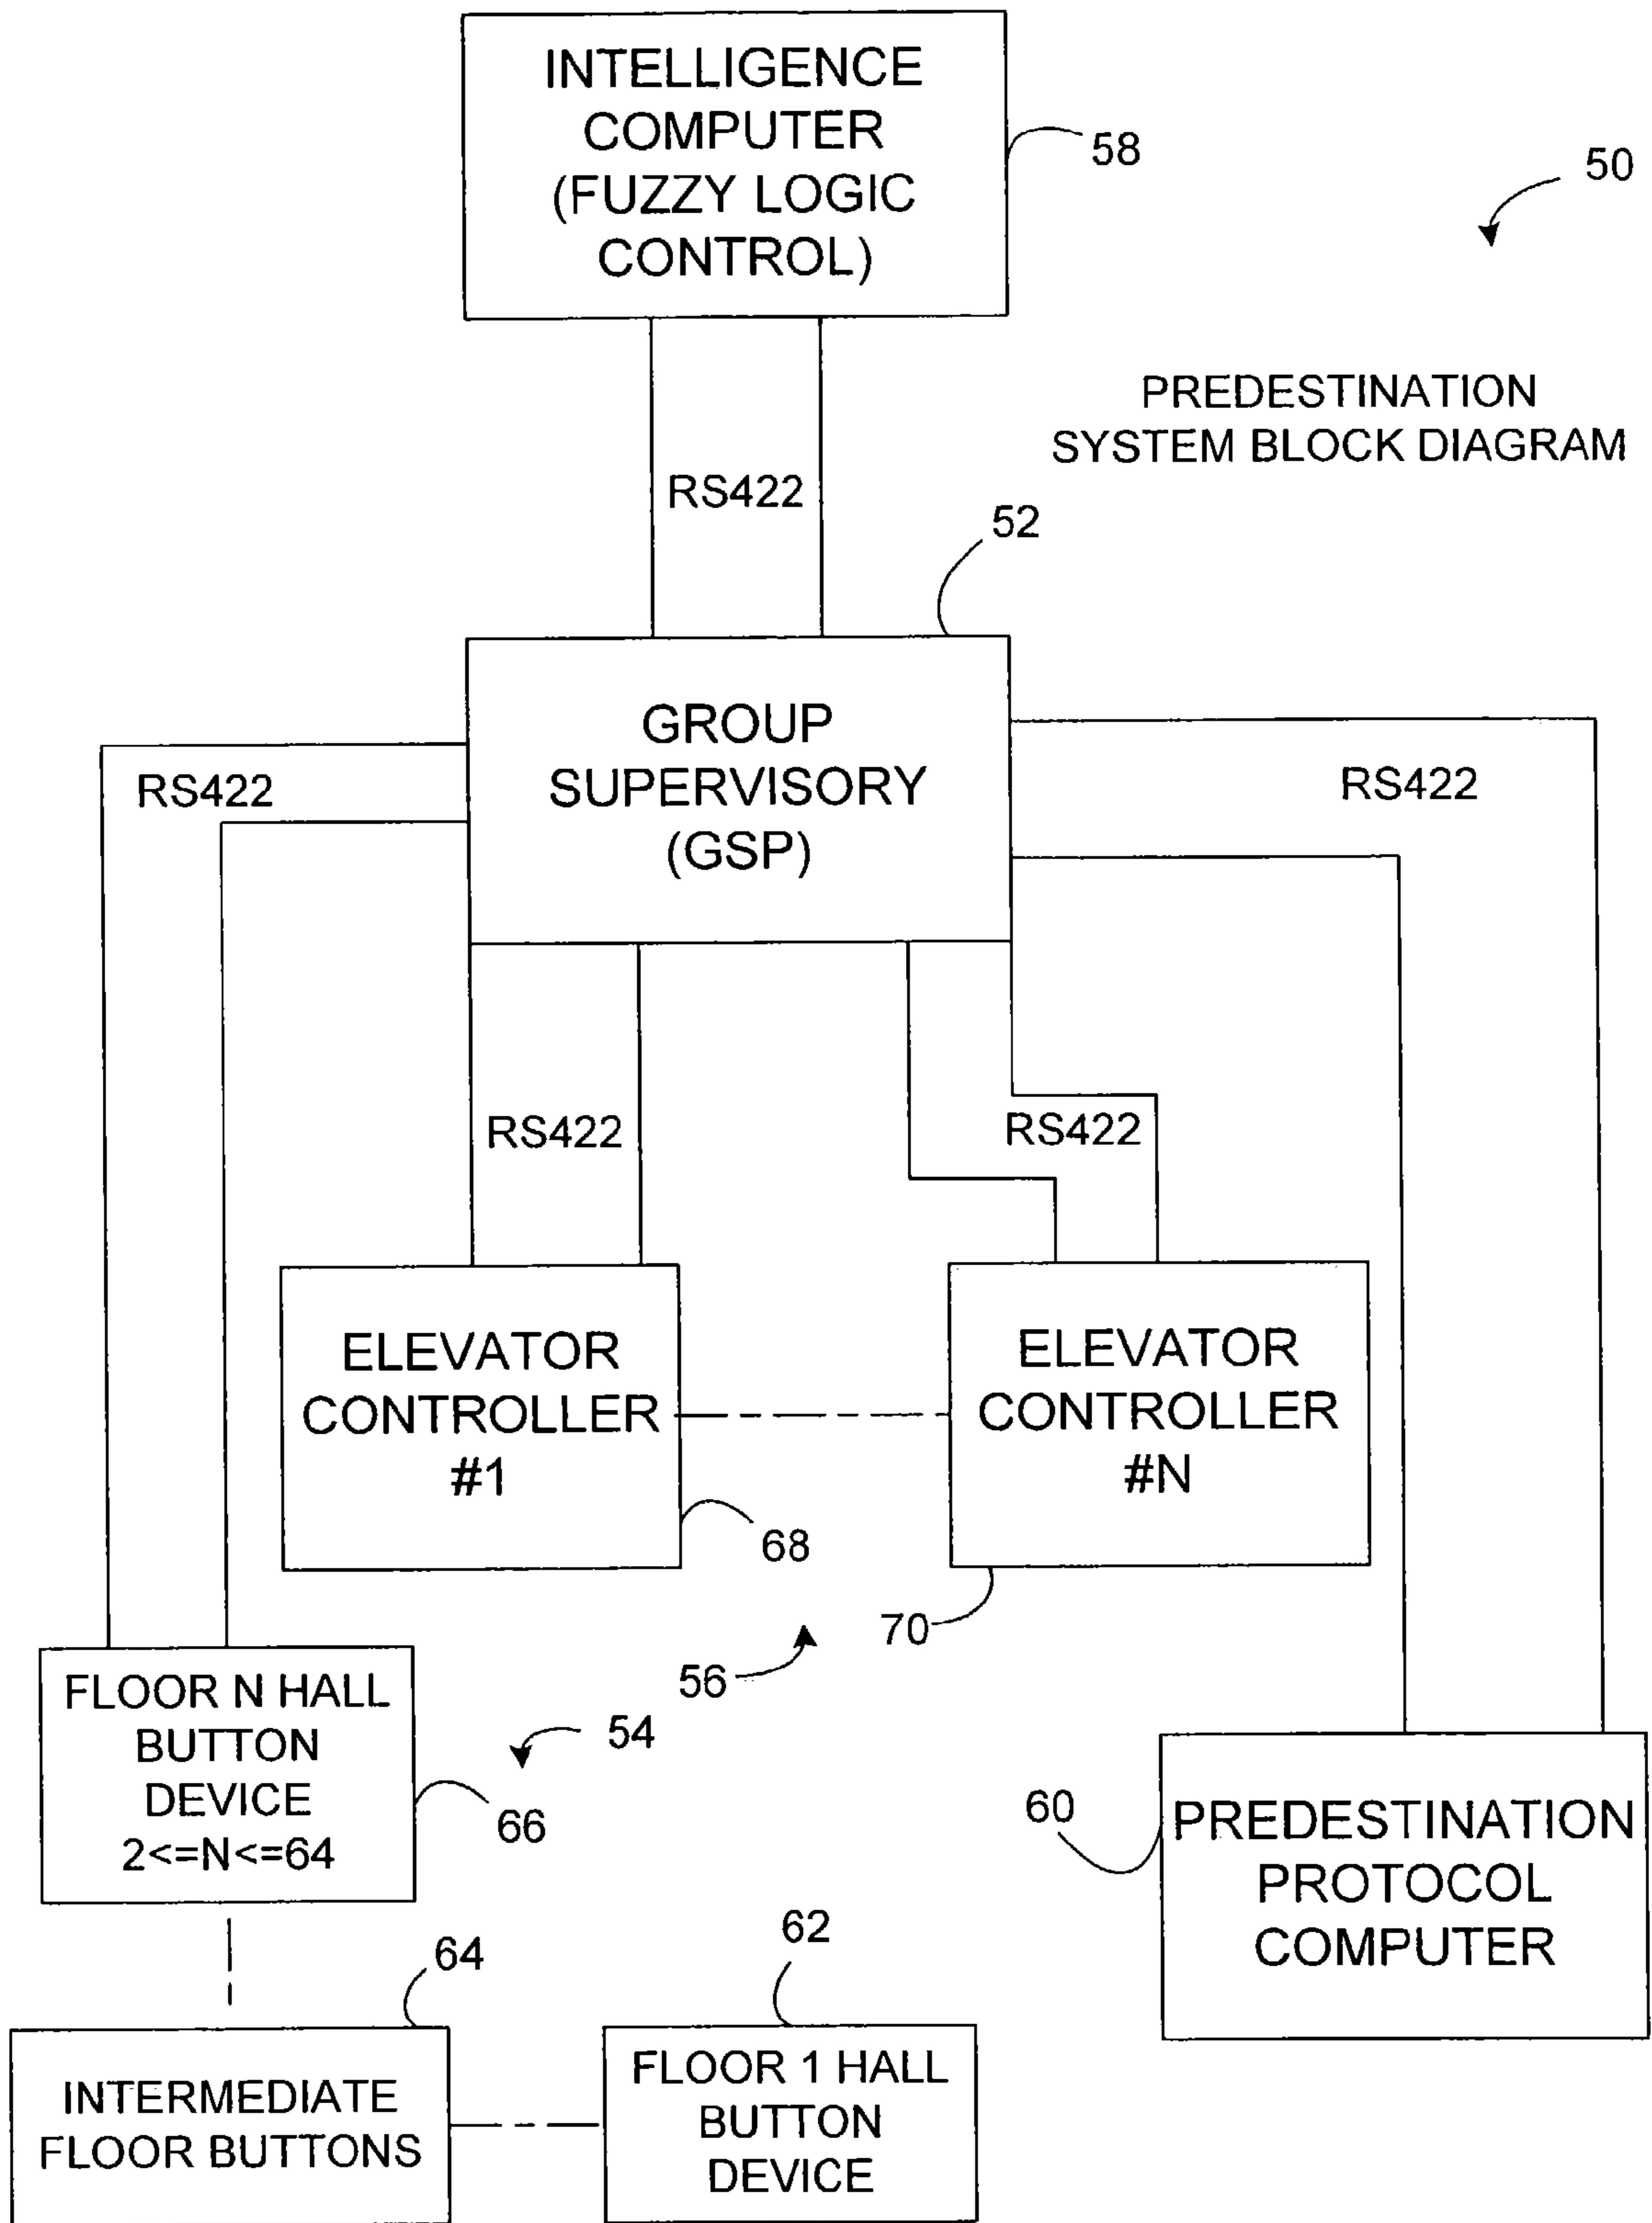 INTELLIGENCE
COMPUTER
(FUZZY LOGIC
CONTROL)
58
50
PREDESTINATION
SYSTEM BLOCK DIAGRAM
RS422
52
GROUP
SUPERVISORY
(GSP)
RS422
RS422
RS422
RS422
ELEVATOR
CONTROLLER
#1
ELEVATOR
CONTROLLER
#N
68
70
56
54
FLOOR N HALL
BUTTON
DEVICE
2<=N<=64
66
60
PREDESTINATION
PROTOCOL
COMPUTER
64
62
INTERMEDIATE
FLOOR BUTTONS
FLOOR 1 HALL
BUTTON
DEVICE